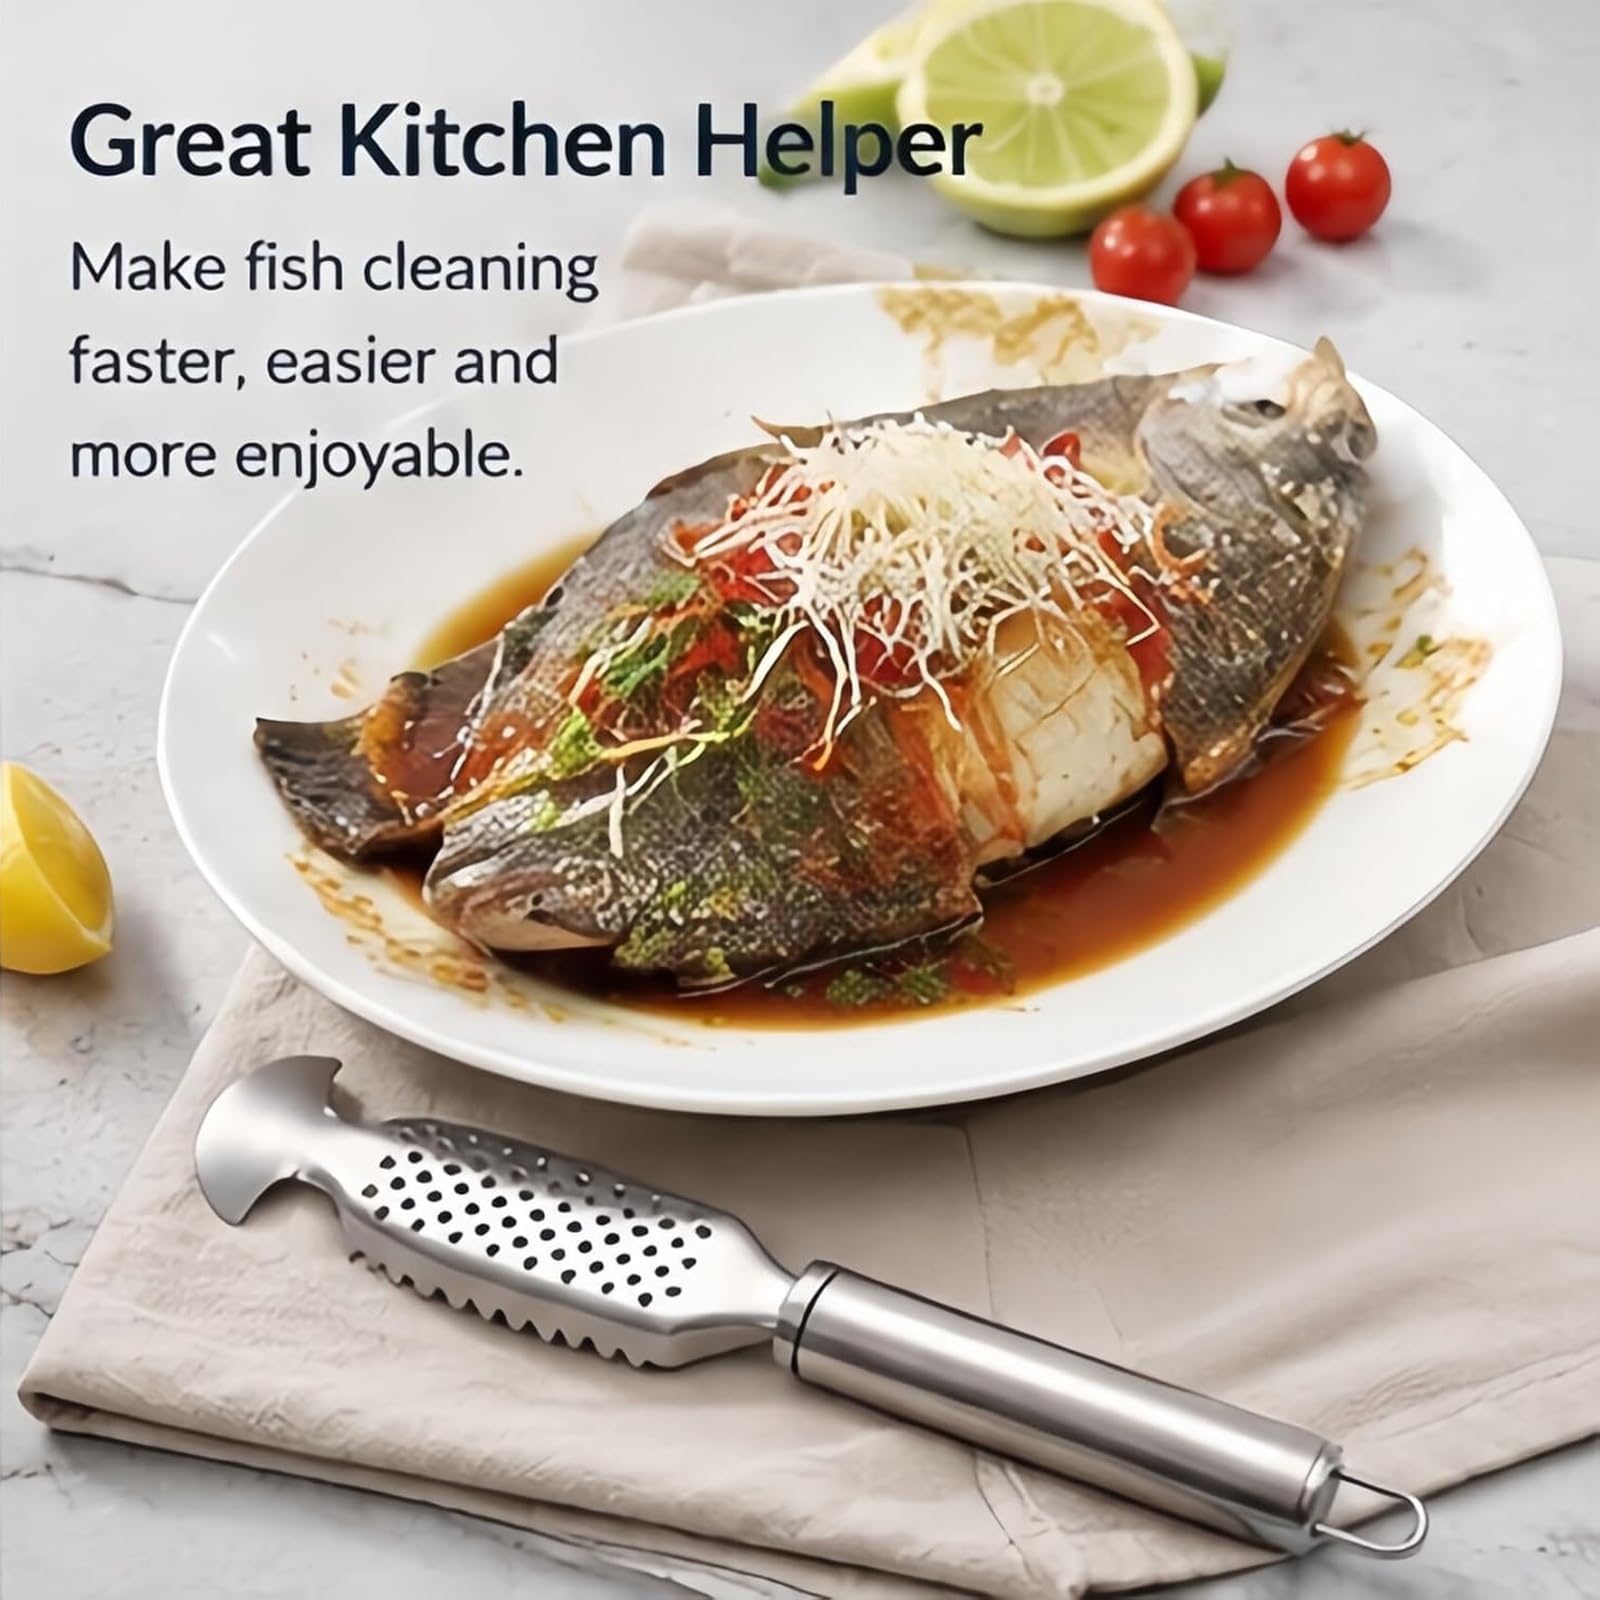 Great Kitchen Helper
Make fish cleaning
faster, easier and
more enjoyable.